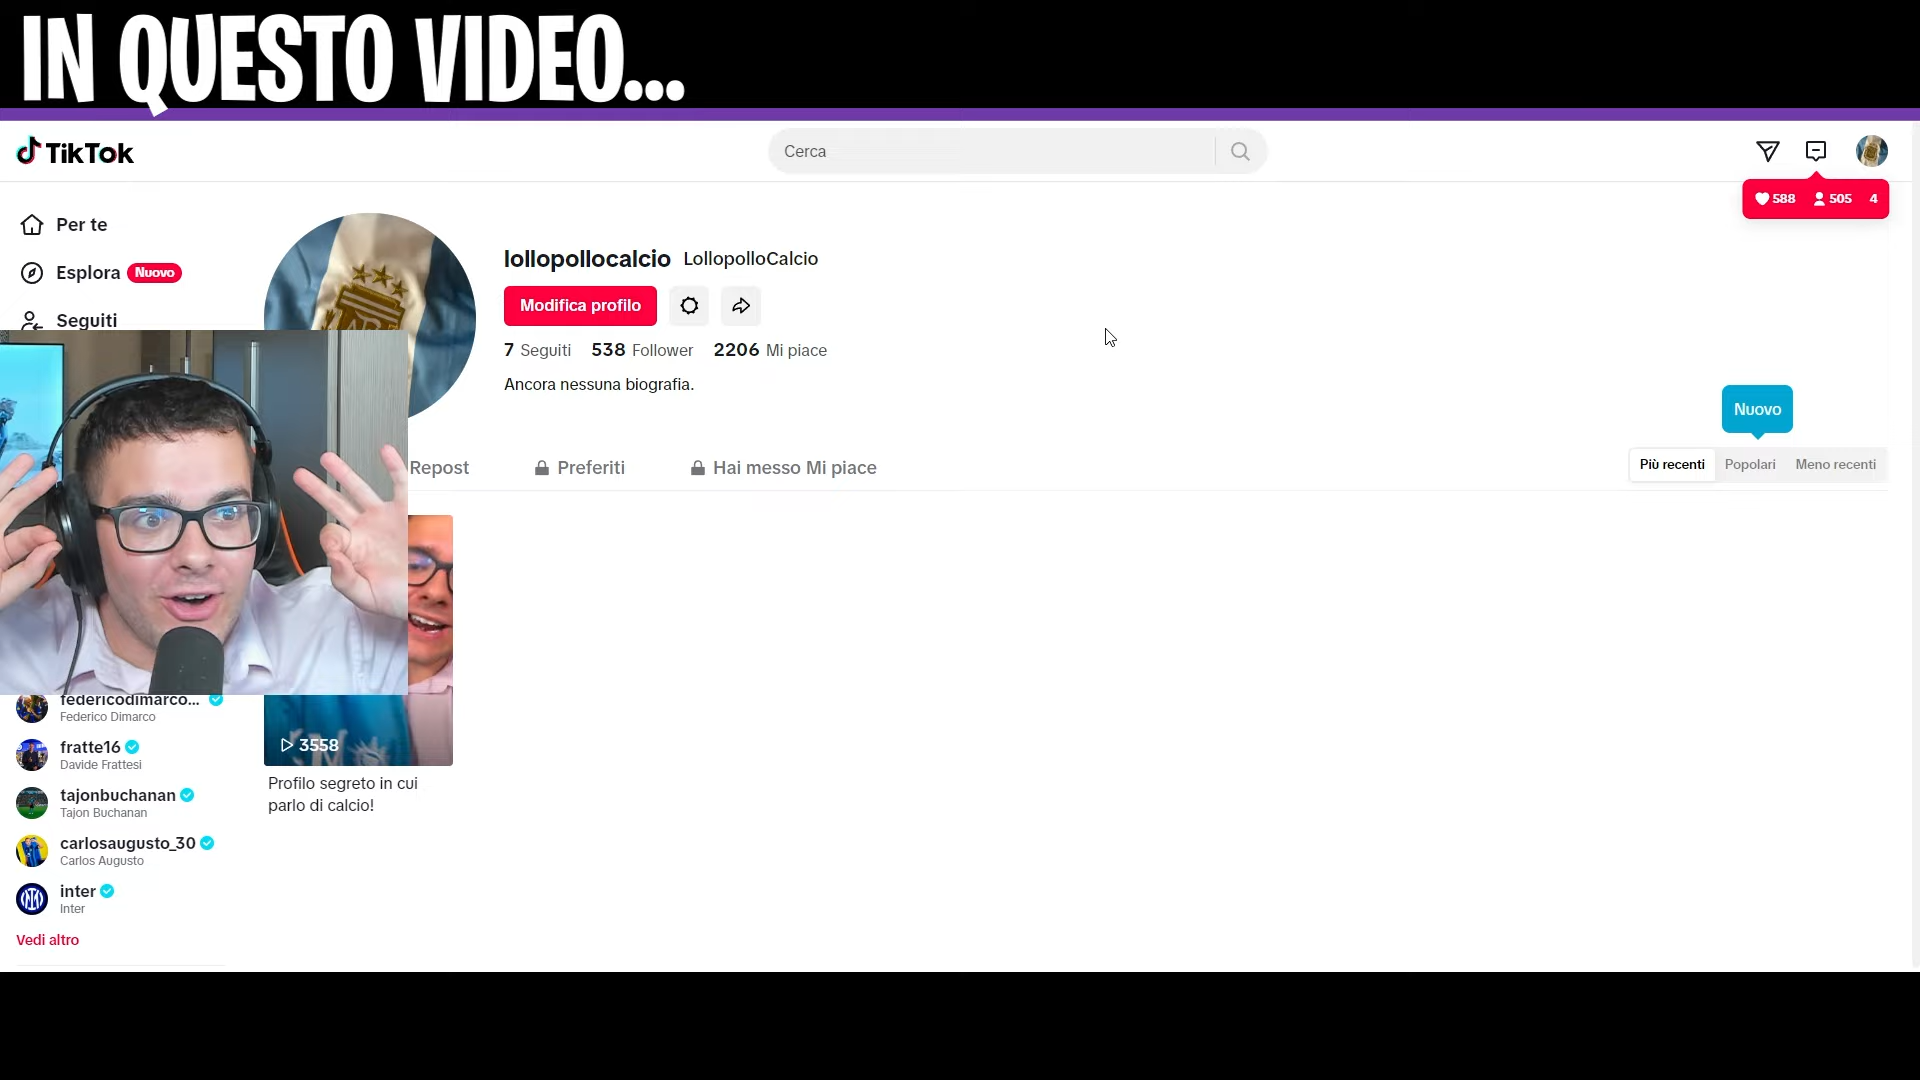 IN QUESTO VIDEO...
TikTok
Cerca
588 505 4
Per te
Esplora Nuovo
Seguiti
lollopollocalcio LollopolloCalcio
Modifica profilo
7 Seguiti 538 Follower 2206 Mi piace
Ancora nessuna biografia.
Nuovo
Repost Preferiti Hai messo Mi piace
Più recenti Popolari Meno recenti
federicodimarco...
Federico Dimarco
fratte16
Davide Frattesi
tajonbuchanan
Tajon Buchanan
carlosaugusto_30
Carlos Augusto
inter
Inter
Vedi altro
3558
Profilo segreto in cui
parlo di calcio!